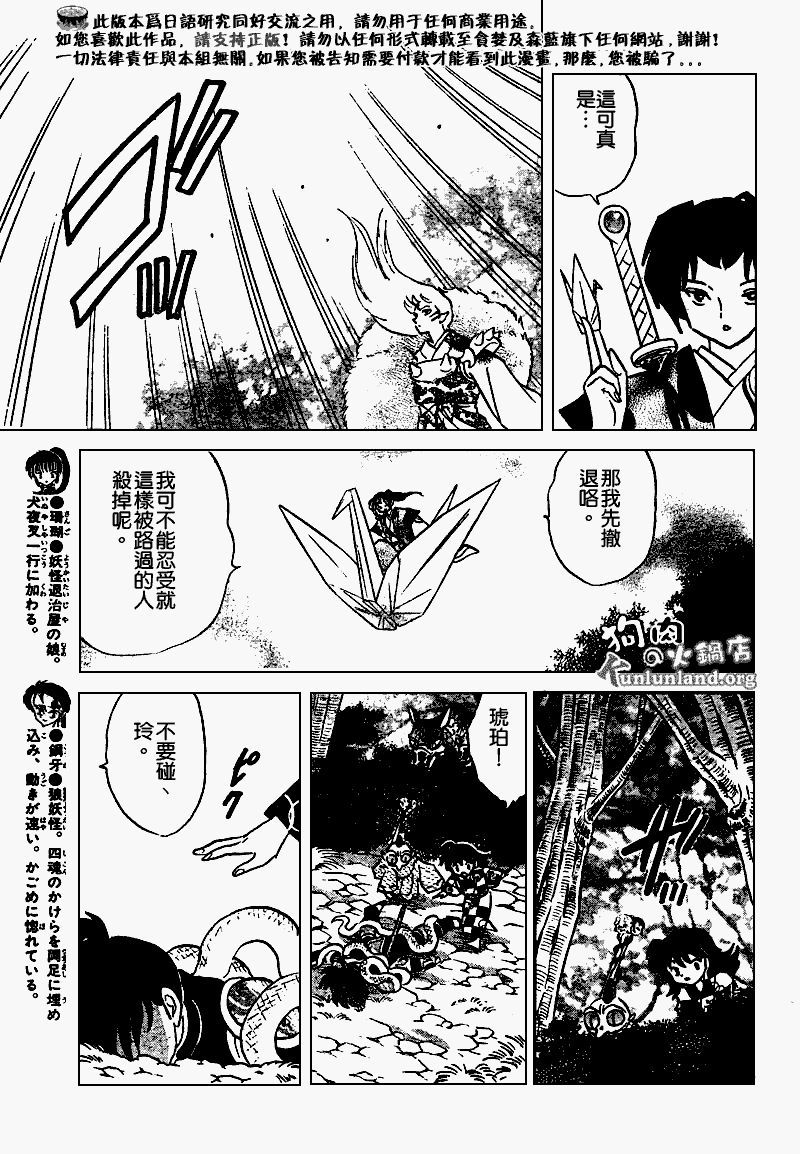 此版本爲日語研究同好交流之用，請勿用于任何商業用途。
如您喜歡此作品，請支持正版！請勿以任何形式轉載至貪婪及森藍旗下任何網站，謝謝！
一切法律責任與本組無關，如果您被告知需要付款才能看到此漫畫，那麼，您被騙了...
這可真
是…
那我先撤
退咯。
我可不能忍受就
這樣被路過的人
殺掉呢。
●珊瑚●妖怪退治屋の娘。
犬夜叉一行に加わる。
狗肉の火鍋店
Kunlunland.org
琥珀！
不要碰、
玲。
ピク
●鋼牙●狼妖怪。四魂のかけらを両足に埋め
込み、動きが速い。かごめに惚れている。